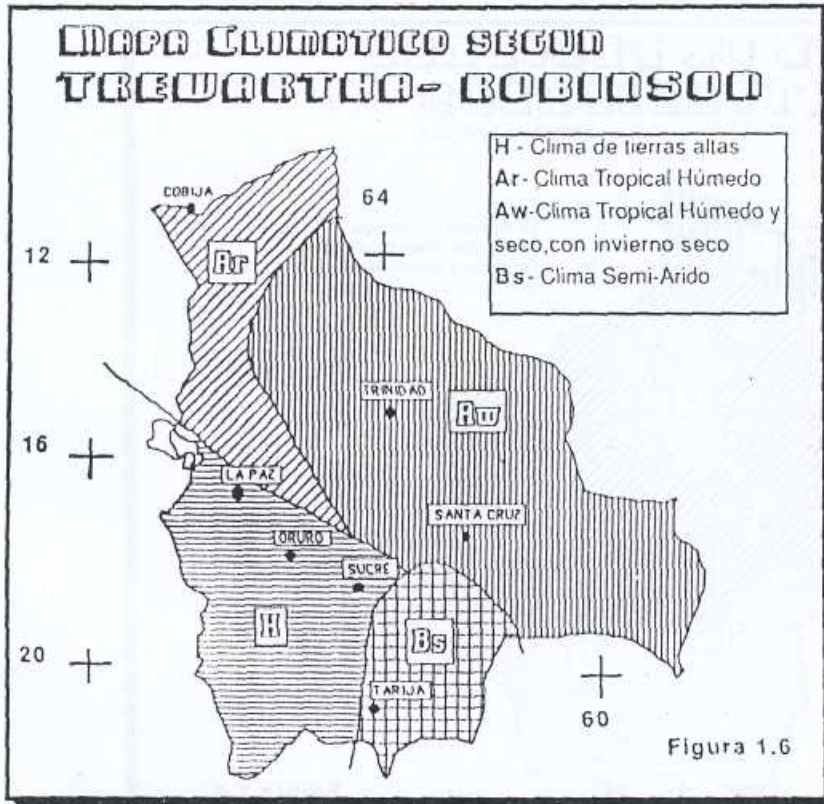 MAPA CLIMATICO SEGUN
TREWARTHA- ROBINSON
H - Clima de tierras altas
Ar- Clima Tropical Húmedo
Aw-Clima Tropical Húmedo y
seco,con invierno seco
Bs- Clima Semi-Arido
COBIJA
64
12
Ar
TRINIDAD
Aw
16
LA PAZ
SANTA CRUZ
ORURO
SUCRE
H
Bs
20
TARIJA
60
Figura 1.6